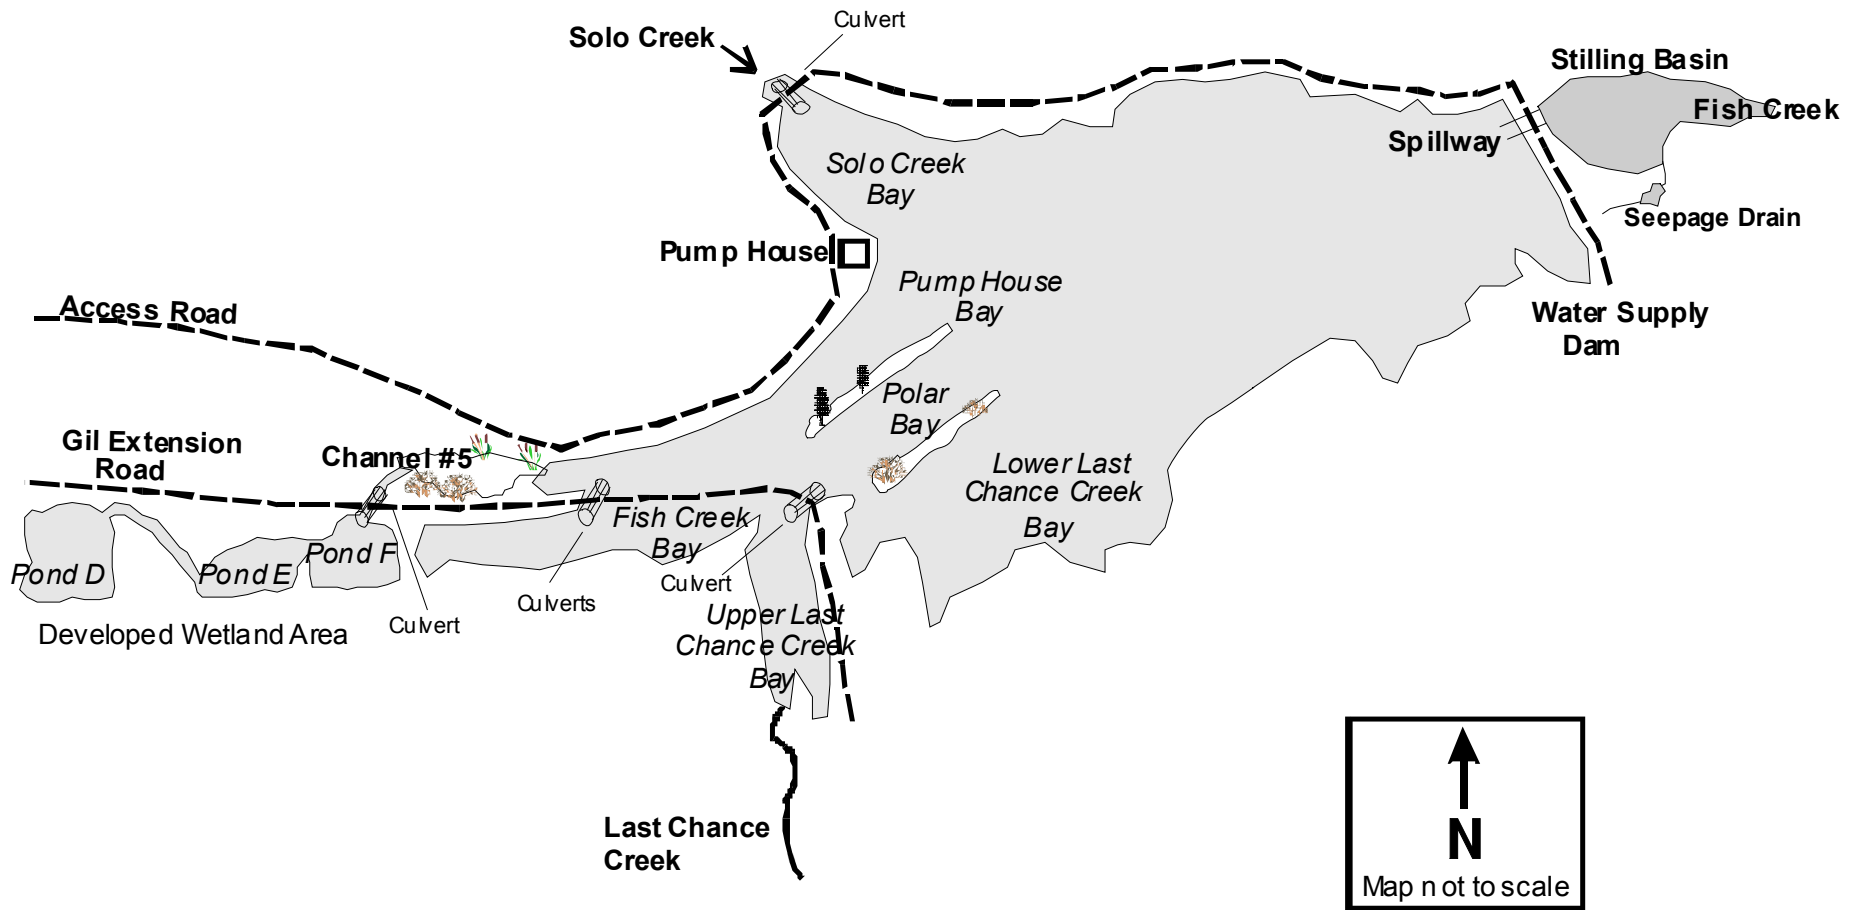 Culvert
Solo Creek
Stilling Basin
Fish Creek
Spillway
Solo Creek
Bay
Seepage Drain
Pump House
Pump House
Bay
Access Road
Water Supply
Dam
Polar
Bay
Gil Extension
Road
Channel #5
Lower Last
Chance Creek
Bay
Fish Creek
Bay
Pond D
Pond E
Pond F
Culvert
Culverts
Culvert
Developed Wetland Area
Upper Last
Chance Creek
Bay
Last Chance
Creek
N
Map not to scale